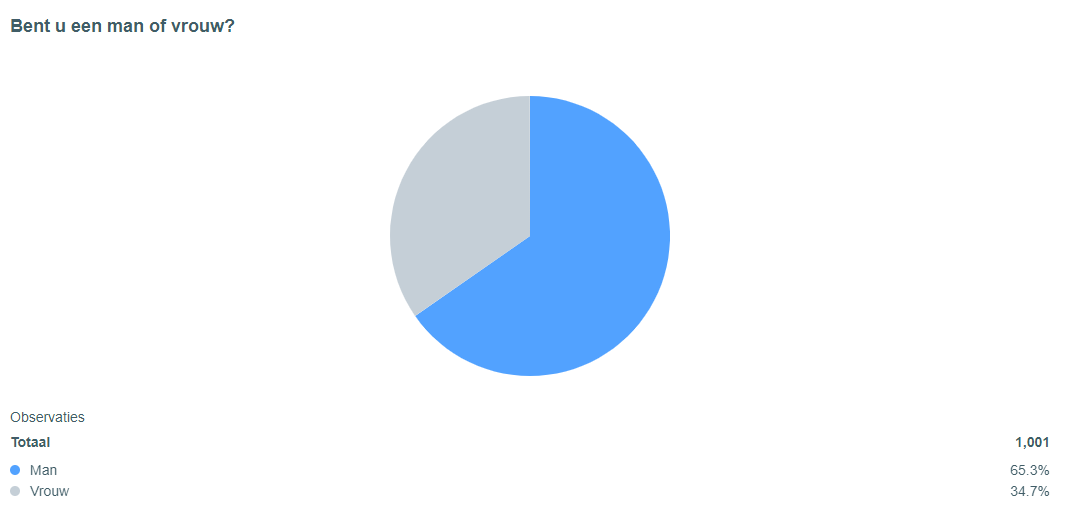 Bent u een man of vrouw?
Observaties
Totaal 1,001
Man 65.3%
Vrouw 34.7%